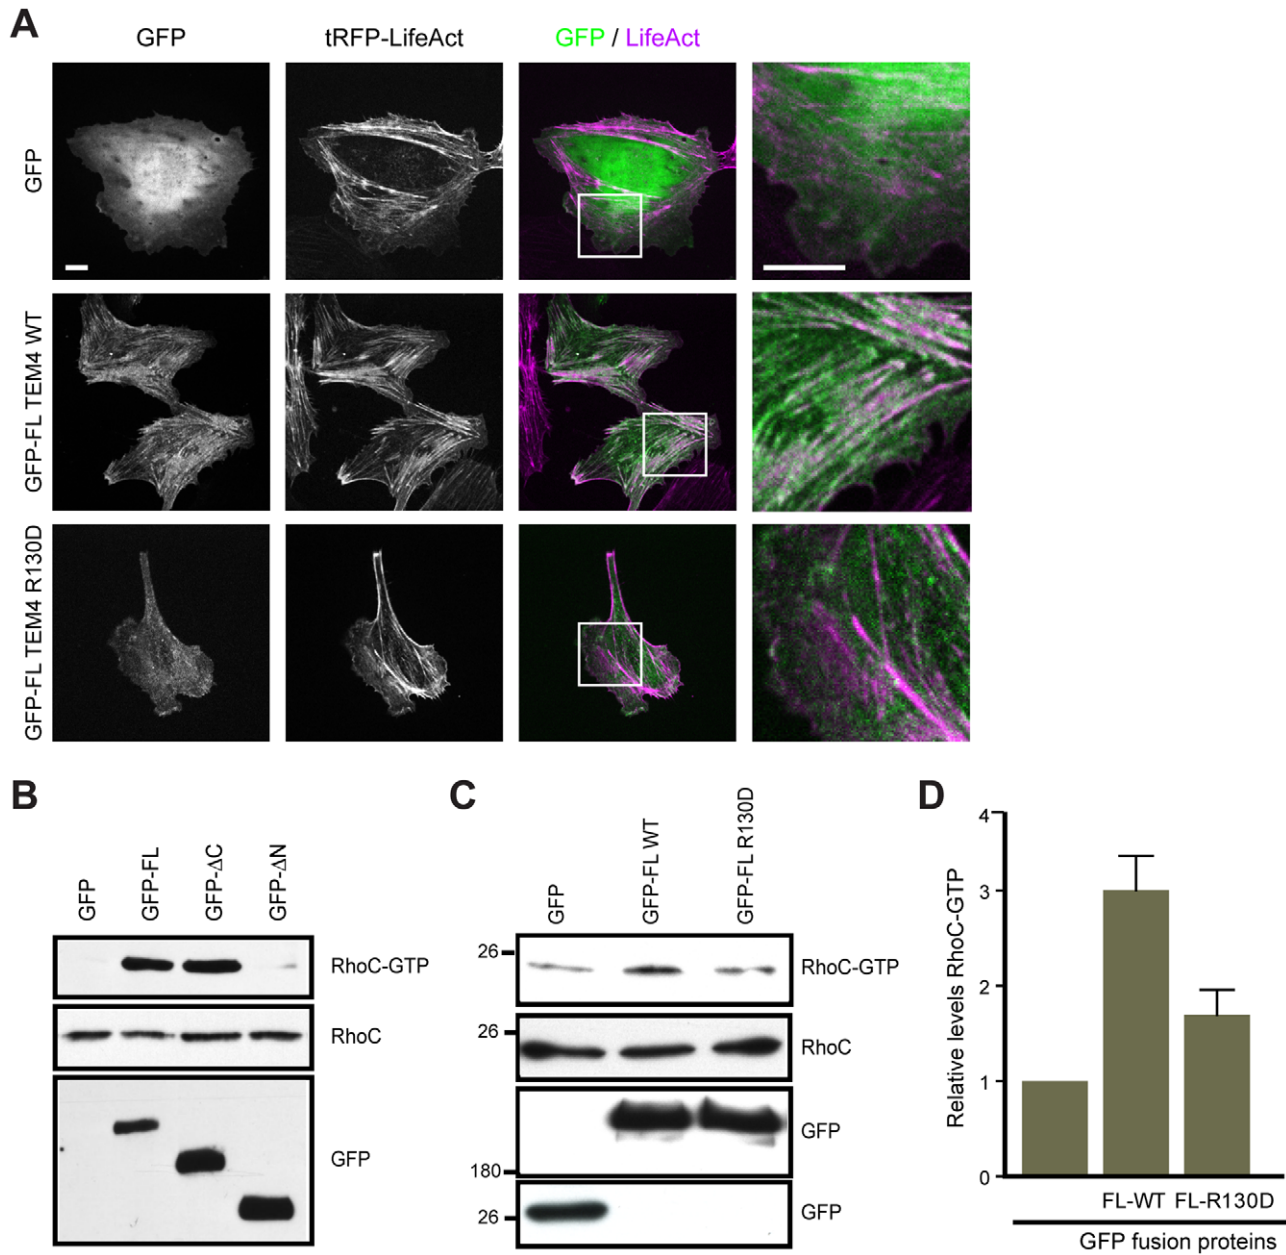 A
GFP
tRFP-LifeAct
GFP / LifeAct
GFP
GFP-FL TEM4 WT
GFP-FL TEM4 R130D
B
GFP
GFP-FL
GFP-ΔC
GFP-ΔN
RhoC-GTP
RhoC
GFP
C
GFP
GFP-FL WT
GFP-FL R130D
26
RhoC-GTP
26
RhoC
GFP
180
26
GFP
D
Relative levels RhoC-GTP
4
3
2
1
0
FL-WT FL-R130D
GFP fusion proteins